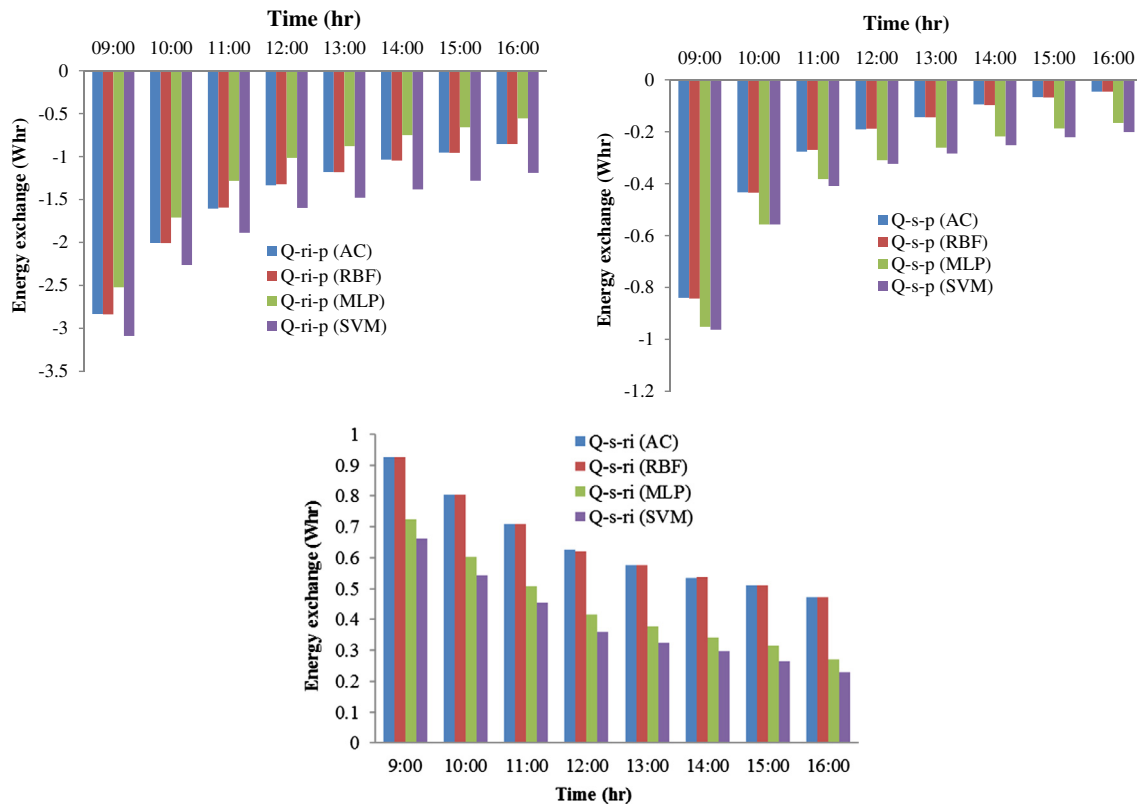 Time (hr)
09:00 10:00 11:00 12:00 13:00 14:00 15:00 16:00
0
-0.5
-1
-1.5
-2
-2.5
-3
-3.5
Energy exchange (Whr)
Q-ri-p (AC)
Q-ri-p (RBF)
Q-ri-p (MLP)
Q-ri-p (SVM)
Time (hr)
09:00 10:00 11:00 12:00 13:00 14:00 15:00 16:00
0
-0.2
-0.4
-0.6
-0.8
-1
-1.2
Energy exchange (Whr)
Q-s-p (AC)
Q-s-p (RBF)
Q-s-p (MLP)
Q-s-p (SVM)
1
0.9
0.8
0.7
0.6
0.5
0.4
0.3
0.2
0.1
0
Energy exchange (Whr)
Q-s-ri (AC)
Q-s-ri (RBF)
Q-s-ri (MLP)
Q-s-ri (SVM)
9:00 10:00 11:00 12:00 13:00 14:00 15:00 16:00
Time (hr)